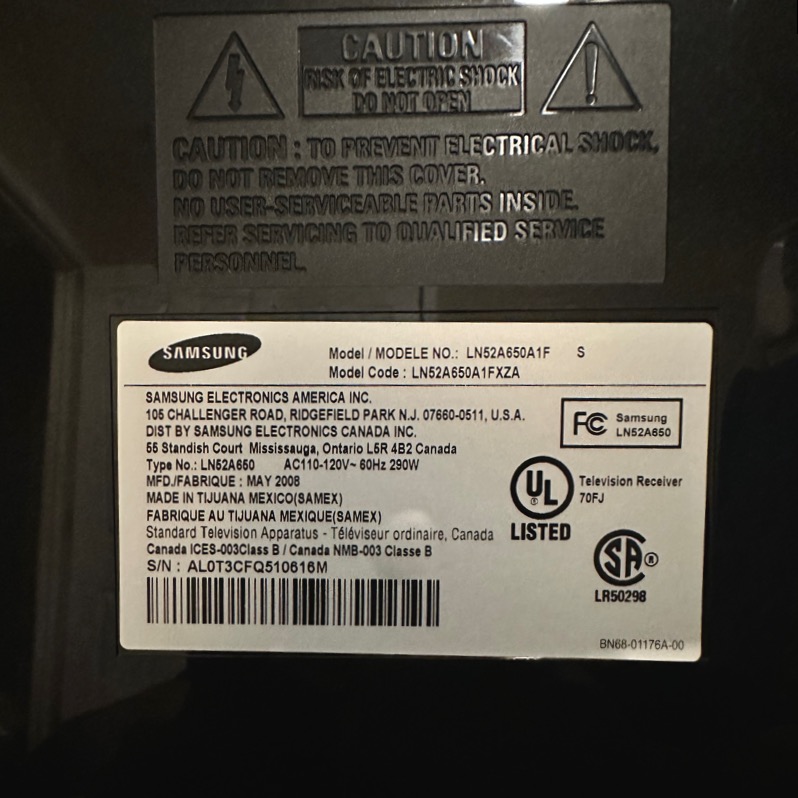 CAUTION
RISK OF ELECTRIC SHOCK
DO NOT OPEN
CAUTION : TO PREVENT ELECTRICAL SHOCK,
DO NOT REMOVE THIS COVER.
NO USER-SERVICEABLE PARTS INSIDE.
REFER SERVICING TO QUALIFIED SERVICE
PERSONNEL.
SAMSUNG
Model / MODELE NO.: LN52A650A1F S
Model Code : LN52A650A1FXZA
SAMSUNG ELECTRONICS AMERICA INC.
105 CHALLENGER ROAD, RIDGEFIELD PARK N.J. 07660-0511, U.S.A.
DIST BY SAMSUNG ELECTRONICS CANADA INC.
55 Standish Court Mississauga, Ontario L5R 4B2 Canada
Type No.: LN52A650 AC110-120V~ 60Hz 290W
MFD./FABRIQUE : MAY 2008
MADE IN TIJUANA MEXICO(SAMEX)
FABRIQUE AU TIJUANA MEXIQUE(SAMEX)
Standard Television Apparatus - Téléviseur ordinaire, Canada
Canada ICES-003Class B / Canada NMB-003 Classe B
S/N : AL0T3CFQ510616M
FC Samsung
LN52A650
UL ®
LISTED
Television Receiver
70FJ
SA ®
LR50298
BN68-01176A-00